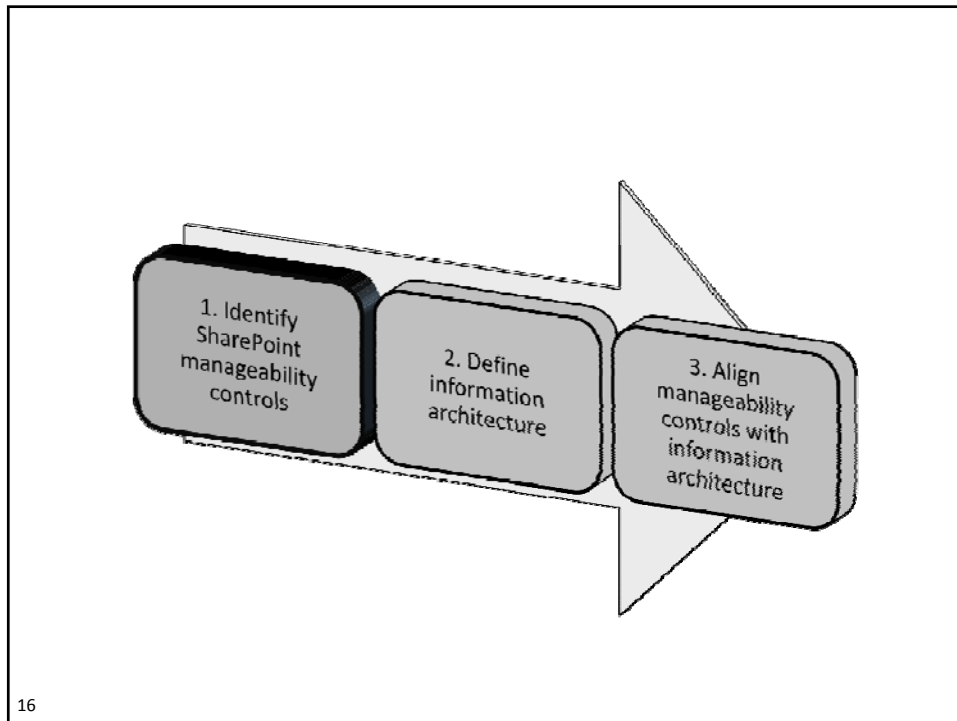 1. Identify
SharePoint
manageability
controls
2. Define
information
architecture
3. Align
manageability
controls with
information
architecture
16